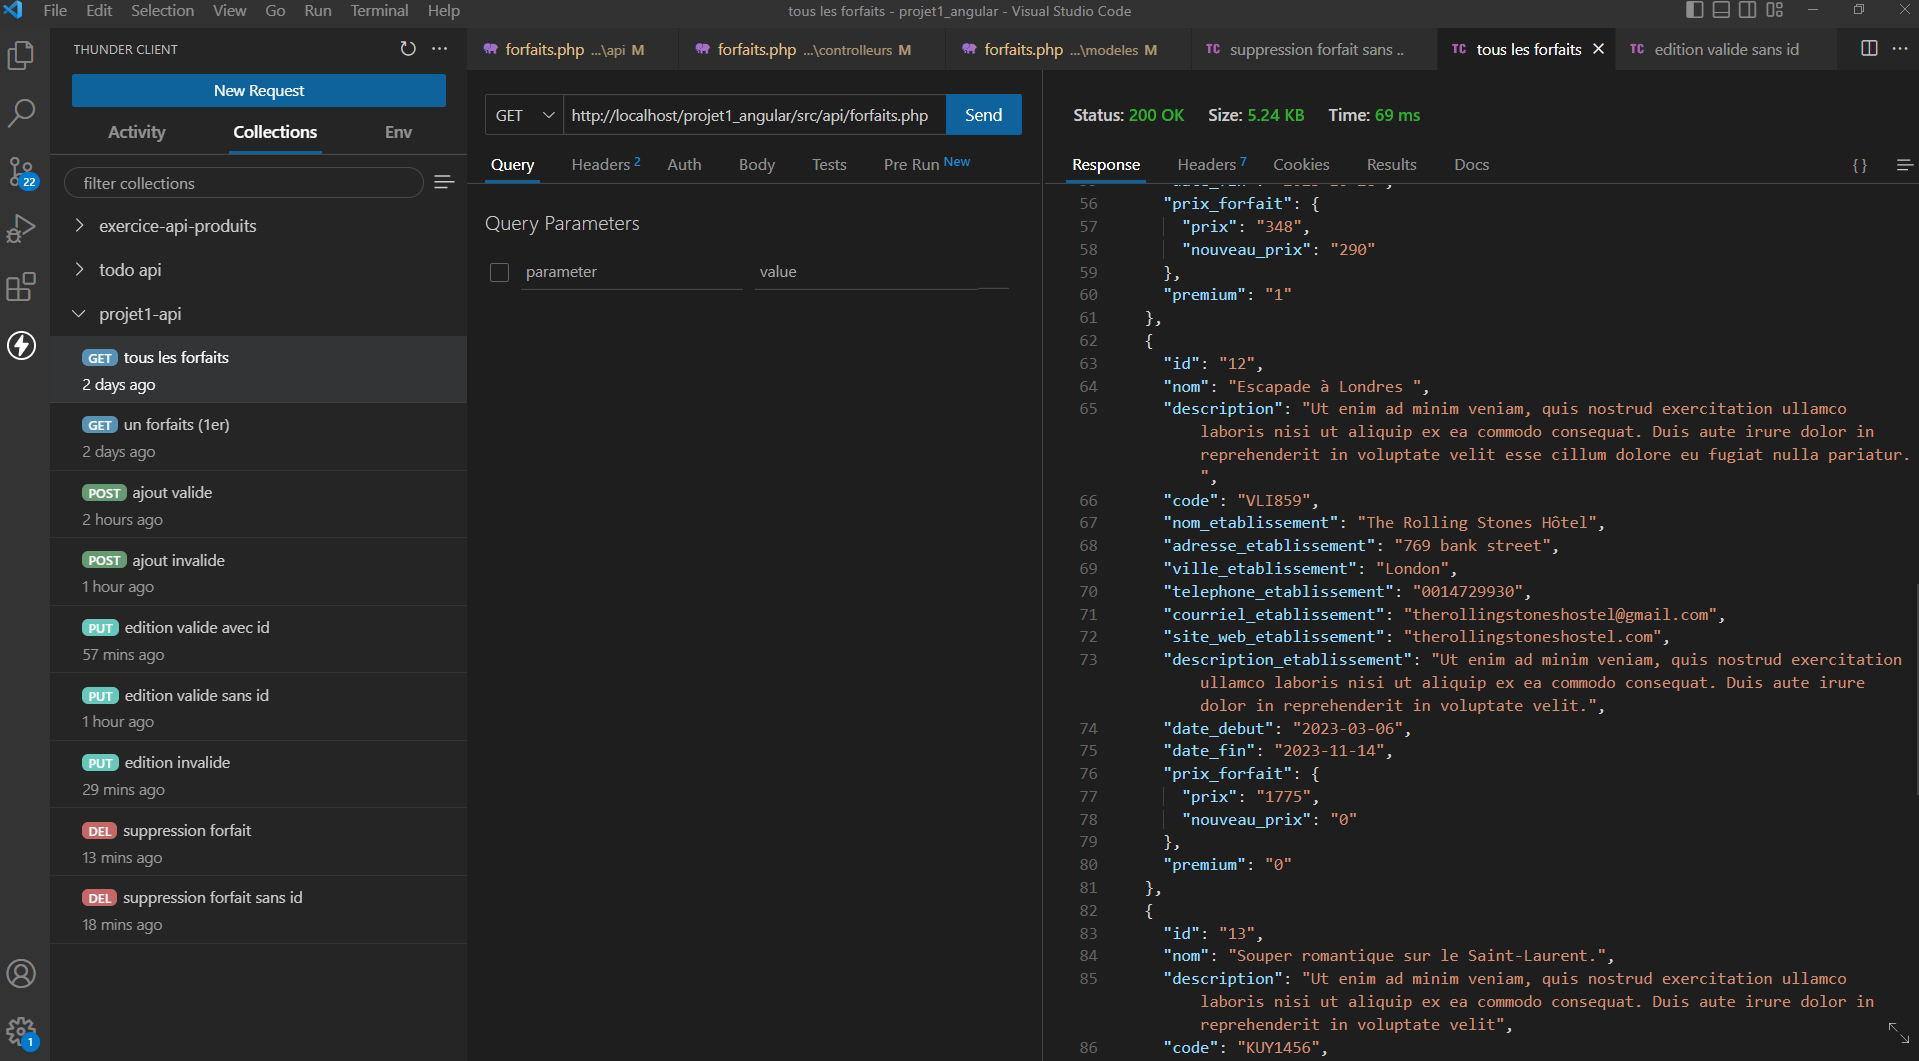 File Edit Selection View Go Run Terminal Help
tous les forfaits - projet1_angular - Visual Studio Code
THUNDER CLIENT
New Request
Activity Collections Env
filter collections
exercice-api-produits
todo api
projet1-api
GET tous les forfaits
2 days ago
GET un forfaits (1er)
2 days ago
POST ajout valide
2 hours ago
POST ajout invalide
1 hour ago
PUT edition valide avec id
57 mins ago
PUT edition valide sans id
1 hour ago
PUT edition invalide
29 mins ago
DEL suppression forfait
13 mins ago
DEL suppression forfait sans id
18 mins ago
22
1
forfaits.php ...\api M
forfaits.php ...\controlleurs M
forfaits.php ...\modeles M
TC suppression forfait sans ..
TC tous les forfaits
TC edition valide sans id
GET http://localhost/projet1_angular/src/api/forfaits.php Send
Query Headers 2 Auth Body Tests Pre Run New
Query Parameters
parameter value
Status: 200 OK Size: 5.24 KB Time: 69 ms
Response Headers 7 Cookies Results Docs {}
56 "prix_forfait": {
57 "prix": "348",
58 "nouveau_prix": "290"
59 },
60 "premium": "1"
61 },
62 {
63 "id": "12",
64 "nom": "Escapade à Londres ",
65 "description": "Ut enim ad minim veniam, quis nostrud exercitation ullamco
laboris nisi ut aliquip ex ea commodo consequat. Duis aute irure dolor in
reprehenderit in voluptate velit esse cillum dolore eu fugiat nulla pariatur.
",
66 "code": "VLI859",
67 "nom_etablissement": "The Rolling Stones Hôtel",
68 "adresse_etablissement": "769 bank street",
69 "ville_etablissement": "London",
70 "telephone_etablissement": "0014729930",
71 "courriel_etablissement": "therollingstoneshostel@gmail.com",
72 "site_web_etablissement": "therollingstoneshostel.com",
73 "description_etablissement": "Ut enim ad minim veniam, quis nostrud exercitation
ullamco laboris nisi ut aliquip ex ea commodo consequat. Duis aute irure
dolor in reprehenderit in voluptate velit.",
74 "date_debut": "2023-03-06",
75 "date_fin": "2023-11-14",
76 "prix_forfait": {
77 "prix": "1775",
78 "nouveau_prix": "0"
79 },
80 "premium": "0"
81 },
82 {
83 "id": "13",
84 "nom": "Souper romantique sur le Saint-Laurent.",
85 "description": "Ut enim ad minim veniam, quis nostrud exercitation ullamco
laboris nisi ut aliquip ex ea commodo consequat. Duis aute irure dolor in
reprehenderit in voluptate velit",
86 "code": "KUY1456",